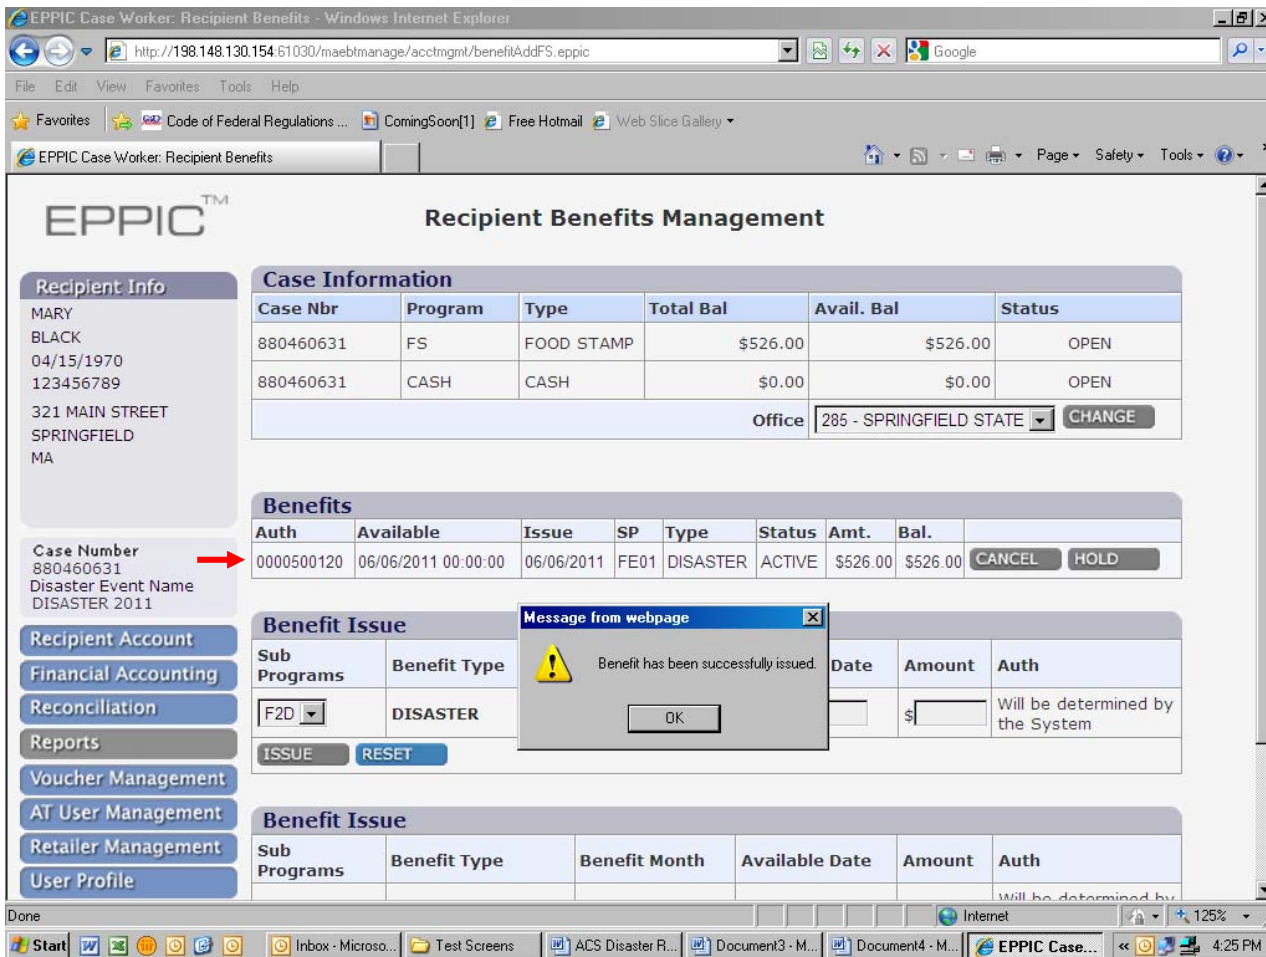 EPPIC Case Worker: Recipient Benefits - Windows Internet Explorer
http://198.148.130.154:61030/maebtmanage/acctmgmt/benefitAddFS.eppic
Google
File Edit View Favorites Tools Help
Favorites Code of Federal Regulations ... ComingSoon[1] Free Hotmail Web Slice Gallery
EPPIC Case Worker: Recipient Benefits
Page Safety Tools
EPPIC™
Recipient Benefits Management
Recipient Info
MARY
BLACK
04/15/1970
123456789
321 MAIN STREET
SPRINGFIELD
MA
Case Number
880460631
Disaster Event Name
DISASTER 2011
Recipient Account
Financial Accounting
Reconciliation
Reports
Voucher Management
AT User Management
Retailer Management
User Profile
Case Information
Case Nbr Program Type Total Bal Avail. Bal Status
880460631 FS FOOD STAMP $526.00 $526.00 OPEN
880460631 CASH CASH $0.00 $0.00 OPEN
Office 285 - SPRINGFIELD STATE CHANGE
Benefits
Auth Available Issue SP Type Status Amt. Bal.
0000500120 06/06/2011 00:00:00 06/06/2011 FE01 DISASTER ACTIVE $526.00 $526.00 CANCEL HOLD
Benefit Issue
Sub Programs Benefit Type Date Amount Auth
F2D DISASTER $ Will be determined by
the System
ISSUE RESET
Message from webpage
Benefit has been successfully issued.
OK
Benefit Issue
Sub Programs Benefit Type Benefit Month Available Date Amount Auth
Will be determined by
Done Internet 125%
Start Inbox - Microso... Test Screens ACS Disaster R... Document3 - M... Document4 - M... EPPIC Case... 4:25 PM